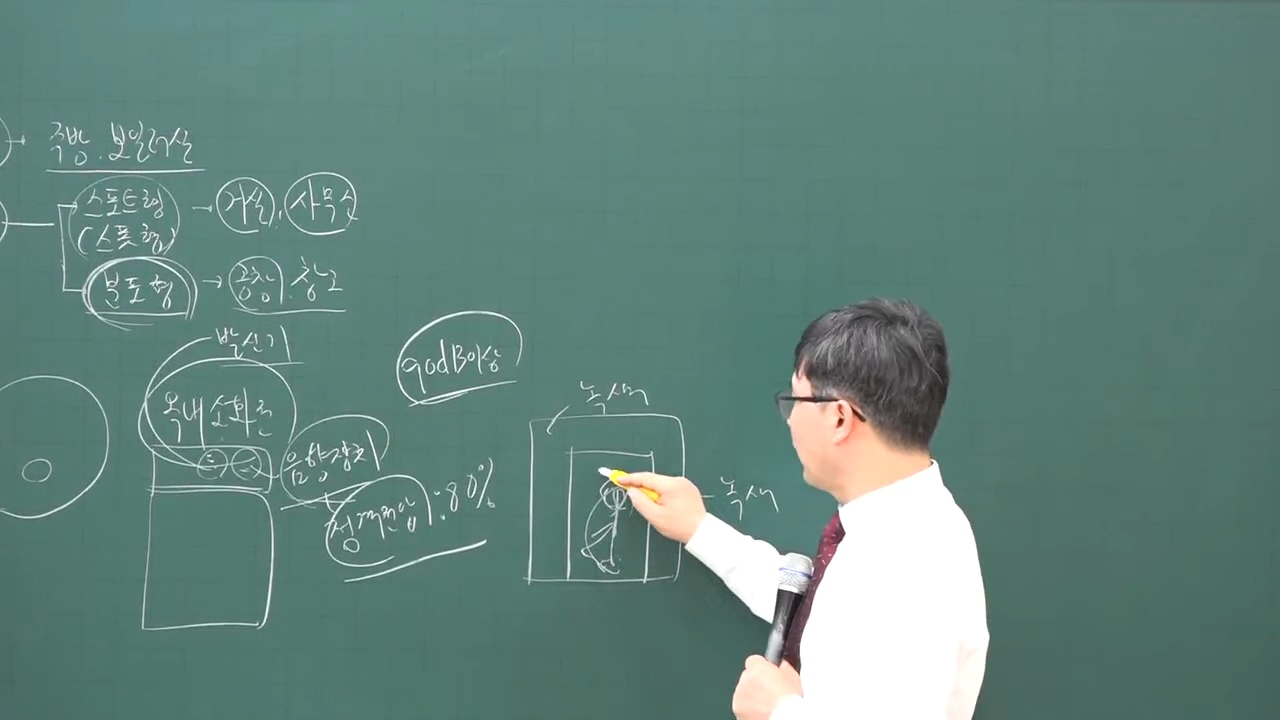 → 주방. 보일러실
스포트형 → 거실, 사무실
(스폿형)
분포형 → 공장. 창고
발신기
90dB이상
옥내소화전
녹색
음향장치
정격전압 : 80%
녹색